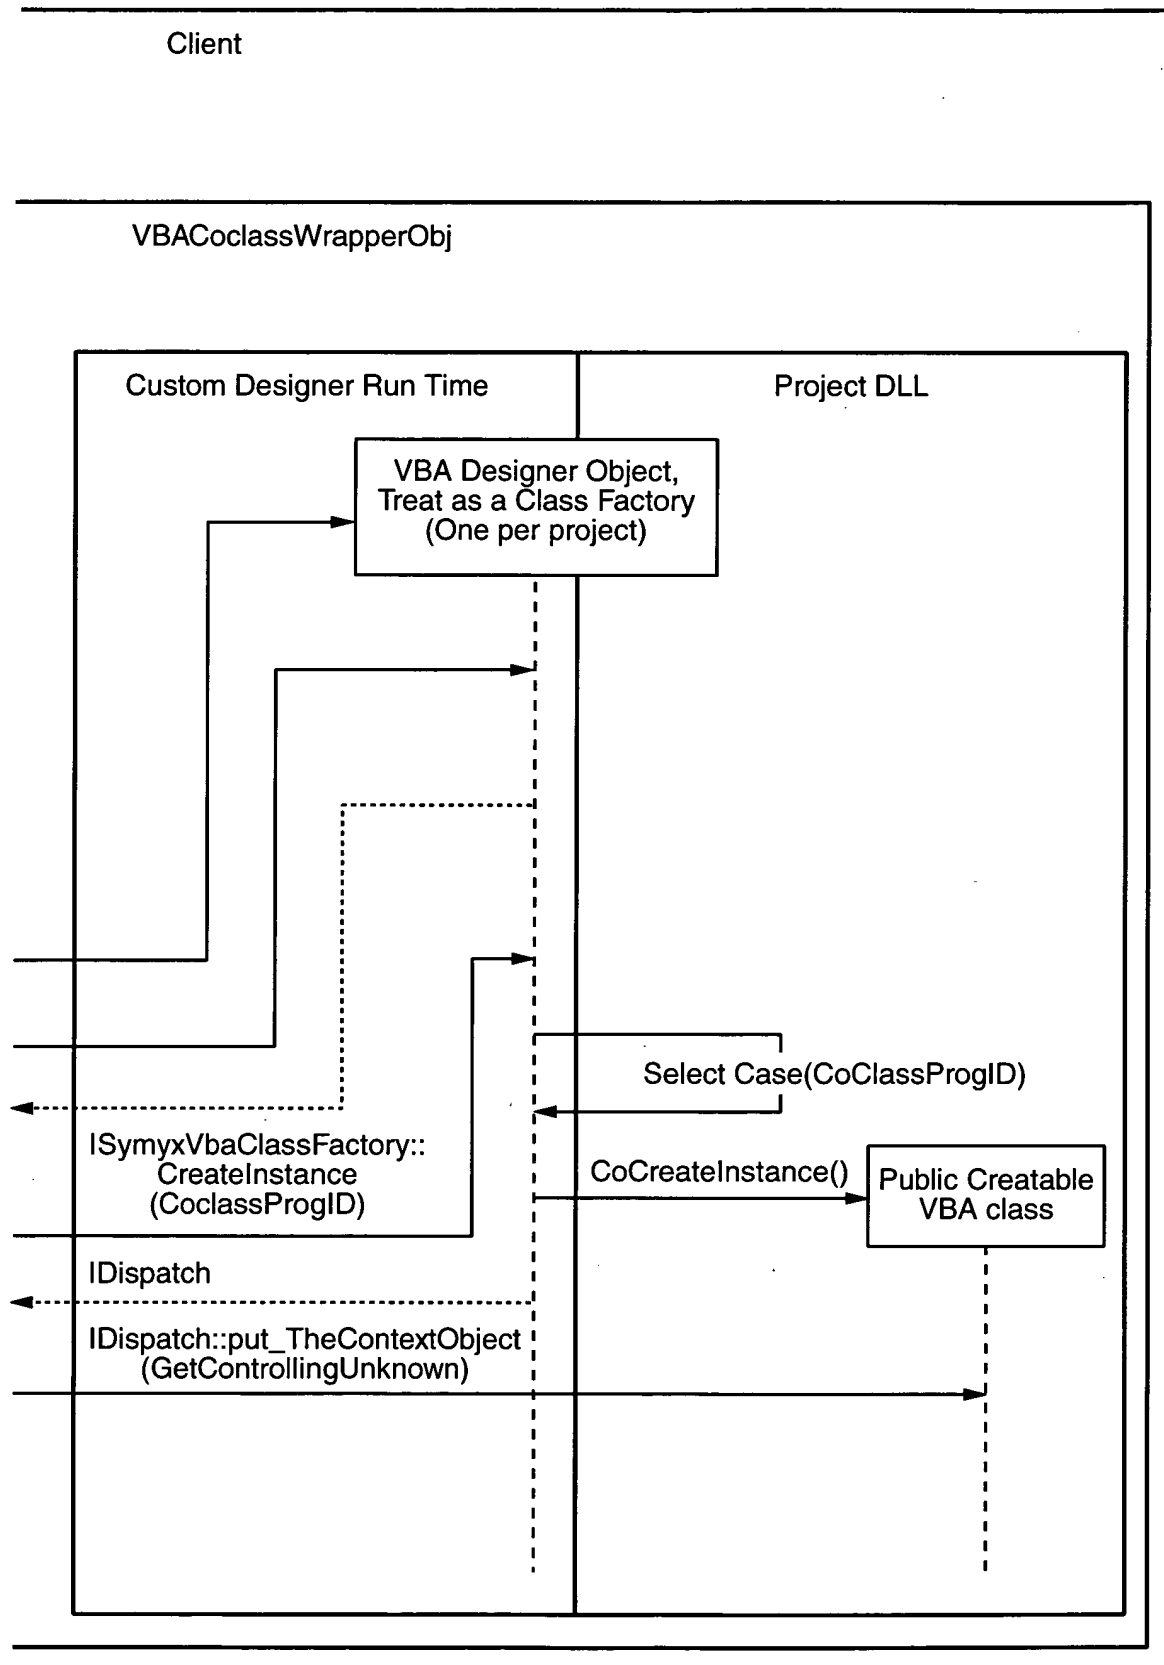 Client
VBACoclassWrapperObj
Custom Designer Run Time
Project DLL
VBA Designer Object,
Treat as a Class Factory
(One per project)
Select Case(CoClassProgID)
ISymyxVbaClassFactory::
CreateInstance
(CoclassProgID)
CoCreateInstance()
Public Creatable
VBA class
IDispatch
IDispatch::put_TheContextObject
(GetControllingUnknown)